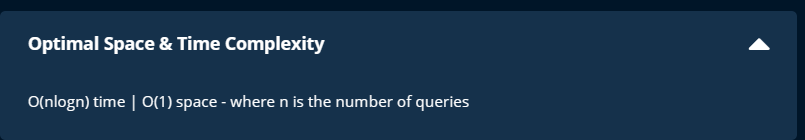 Optimal Space & Time Complexity
O(nlogn) time | O(1) space - where n is the number of queries